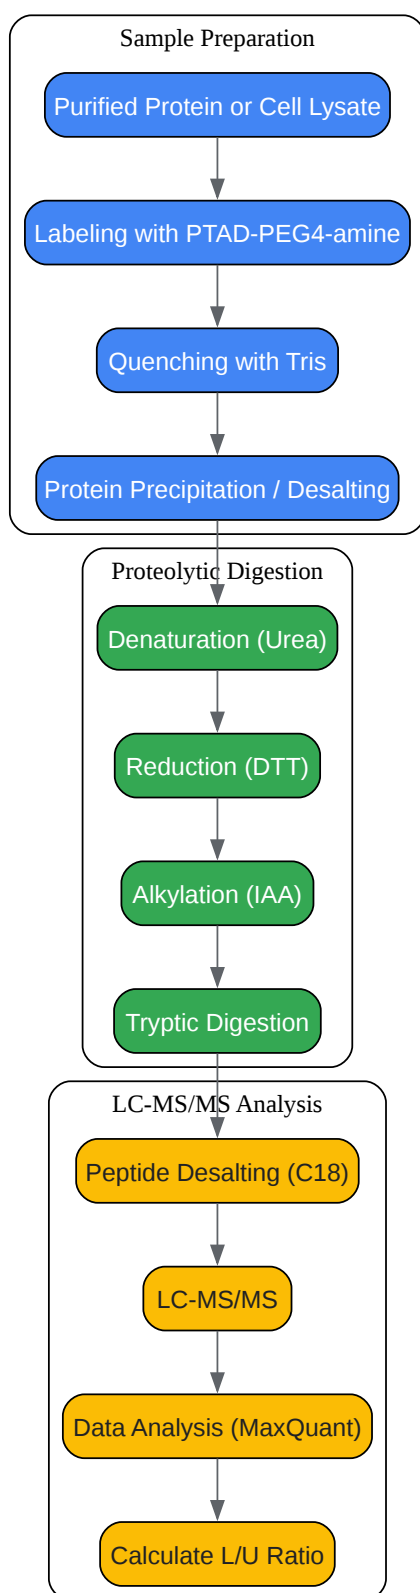 Sample Preparation
Purified Protein or Cell Lysate
Labeling with PTAD-PEG4-amine
Quenching with Tris
Protein Precipitation / Desalting
Proteolytic Digestion
Denaturation (Urea)
Reduction (DTT)
Alkylation (IAA)
Tryptic Digestion
LC-MS/MS Analysis
Peptide Desalting (C18)
LC-MS/MS
Data Analysis (MaxQuant)
Calculate L/U Ratio